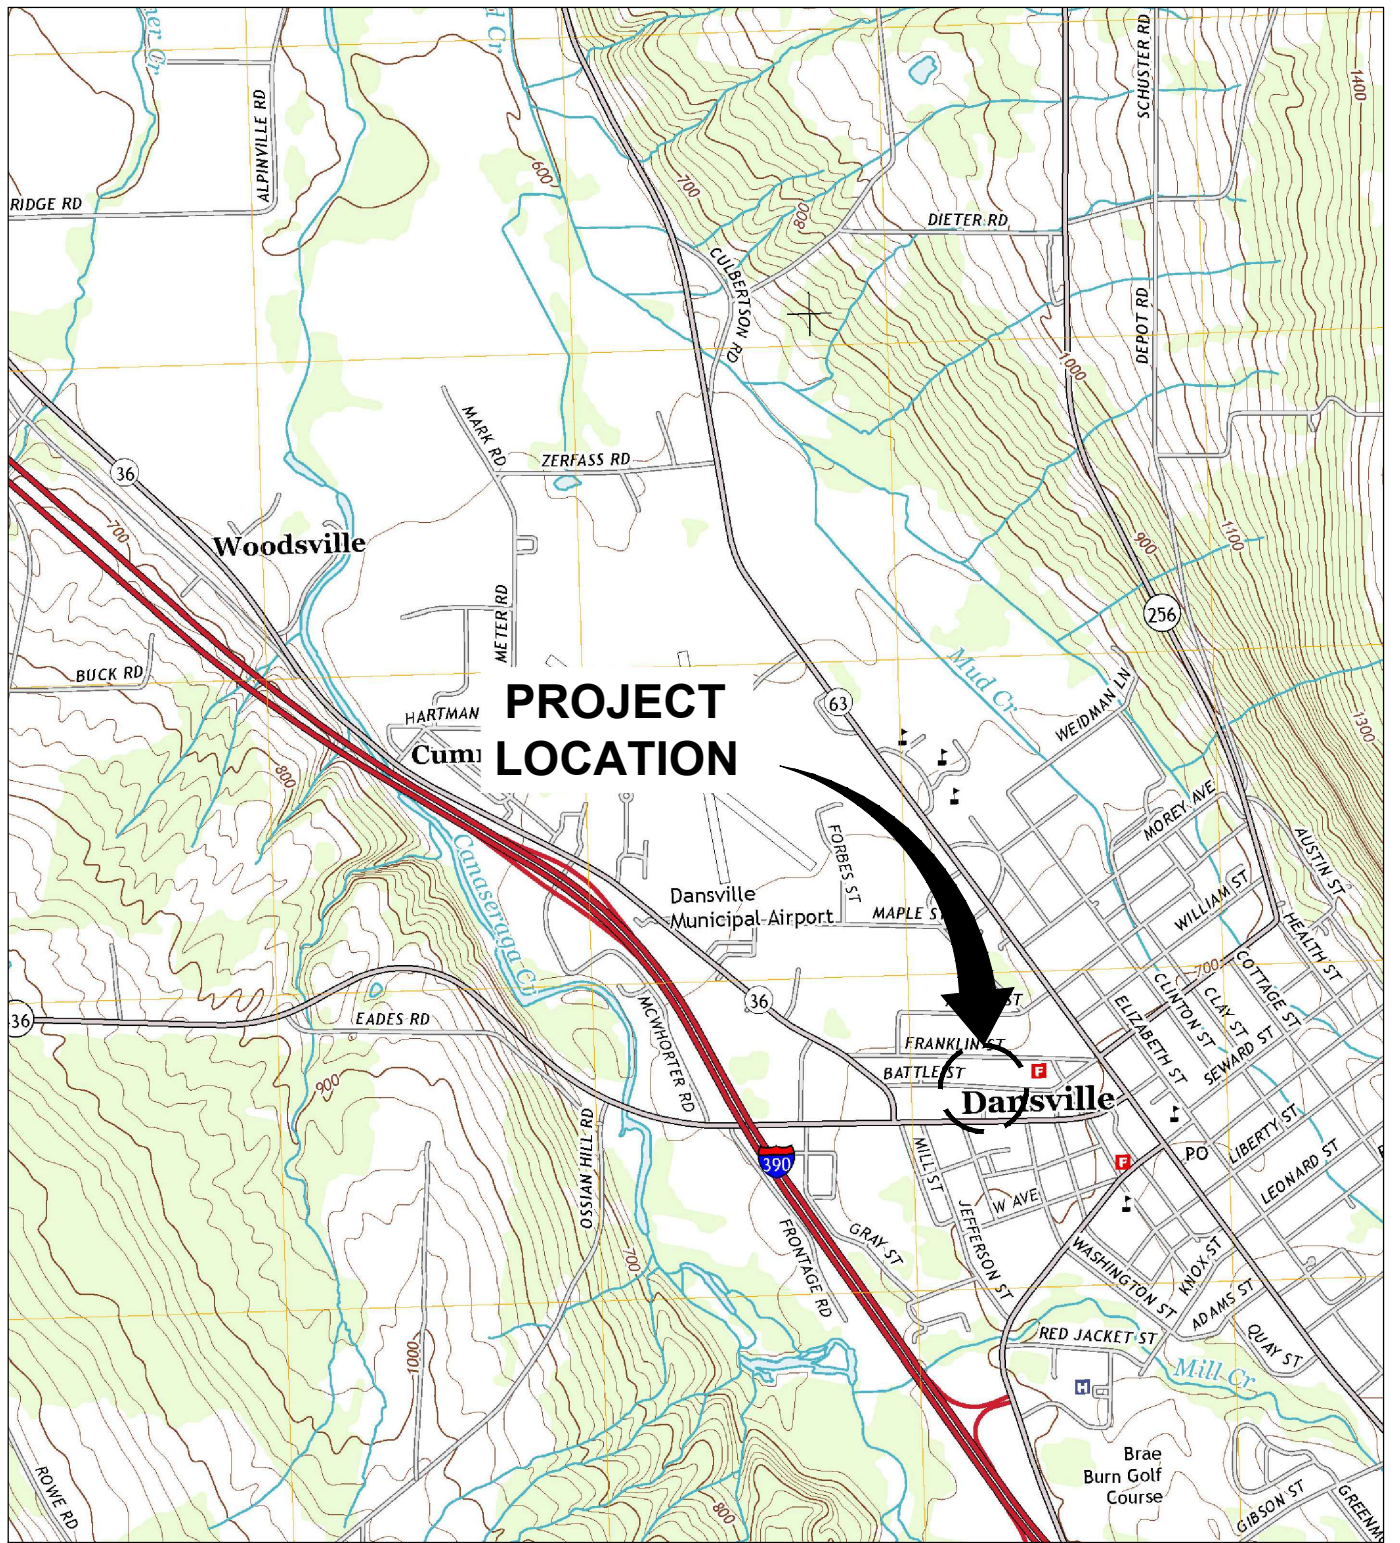 ner Cr
d Cr
SCHUSTER RD
1400
ALPINVILLE RD
600
700
800
RIDGE RD
DIETER RD
CULBERTSON RD
DEPOT RD
1000
MARK RD
ZERFASS RD
36
700
Woodsville
1100
900
256
METER RD
BUCK RD
Mud Cr
WEIDMAN LN
PROJECT
LOCATION
63
HARTMAN
1300
800
MOREY AVE
Canaseraga Cr
FORBES ST
AUSTIN ST
Dansville
Municipal Airport
MAPLE ST
WILLIAM ST
HEALTH ST
COTTAGE ST
700
CLINTON ST
CLAY ST
ELIZABETH ST
SEWARD ST
36
36
EADES RD
MCWHORTER RD
ST
FRANKLIN ST
BATTLE ST
F
Dansville
900
OSSIAN HILL RD
390
MILL ST
F
PO
LIBERTY ST
LEONARD ST
W AVE
JEFFERSON ST
FRONTAGE RD
GRAY ST
700
WASHINGTON ST
KNOX ST
ADAMS ST
QUAY ST
1000
RED JACKET ST
Mill Cr
H
Brae
Burn Golf
Course
ROWE RD
800
GIBSON ST
GREENM